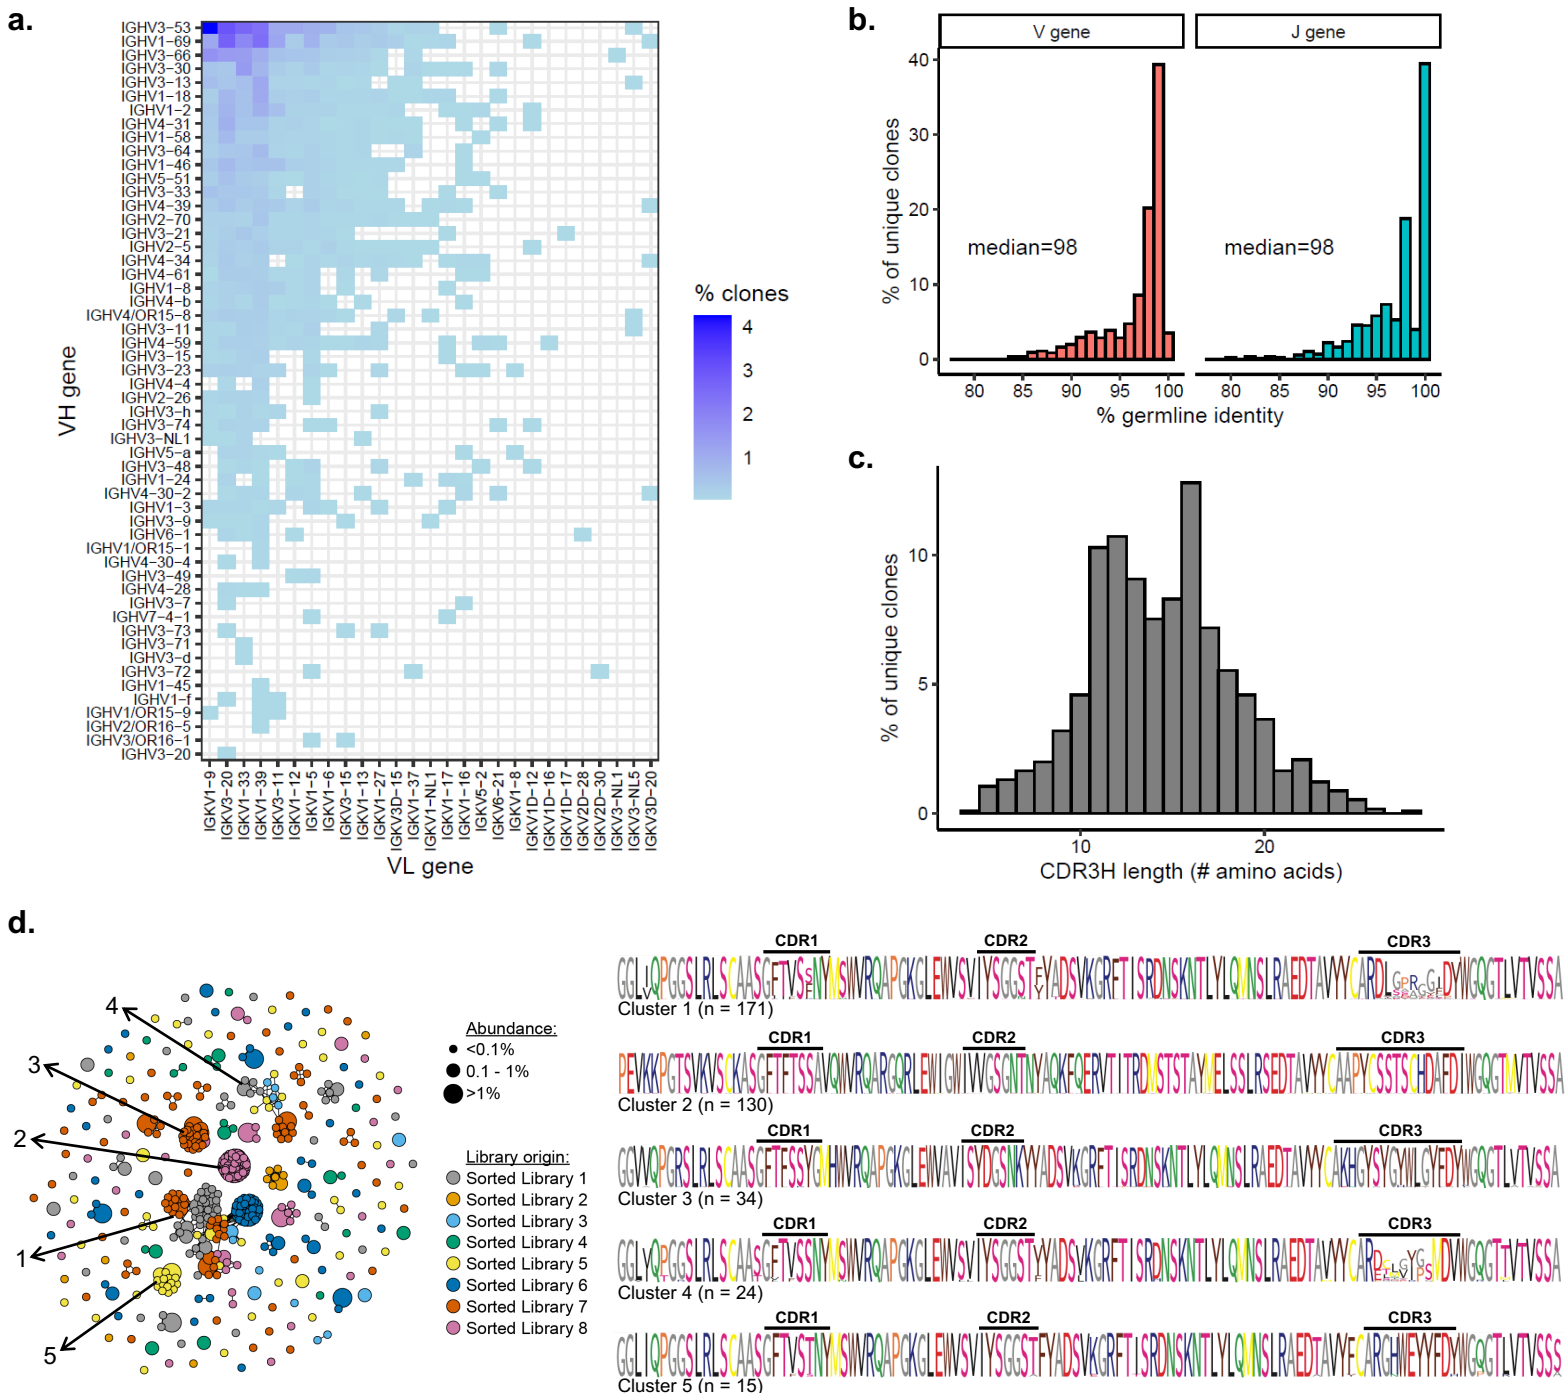 a.
IGHV3−53
IGHV1−69
IGHV3−66
IGHV3−30
IGHV3−13
IGHV1−18
IGHV1−2
IGHV4−31
IGHV1−58
IGHV3−64
IGHV1−46
IGHV5−51
IGHV3−33
IGHV4−39
IGHV2−70
IGHV3−21
IGHV2−5
IGHV4−34
IGHV4−61
IGHV1−8
IGHV4−b
IGHV4/OR15−8
IGHV3−11
IGHV4−59
IGHV3−15
IGHV3−23
IGHV4−4
IGHV2−26
IGHV3−h
IGHV3−74
IGHV3−NL1
IGHV5−a
IGHV3−48
IGHV1−24
IGHV4−30−2
IGHV1−3
IGHV3−9
IGHV6−1
IGHV1/OR15−1
IGHV4−30−4
IGHV3−49
IGHV4−28
IGHV3−7
IGHV7−4−1
IGHV3−73
IGHV3−71
IGHV3−d
IGHV3−72
IGHV1−45
IGHV1−f
IGHV1/OR15−9
IGHV2/OR16−5
IGHV3/OR16−1
IGHV3−20
VH gene
IGKV1−9
IGKV3−20
IGKV1−33
IGKV1−39
IGKV3−11
IGKV1−12
IGKV1−5
IGKV1−6
IGKV3−15
IGKV1−13
IGKV1−27
IGKV3D−15
IGKV1−37
IGKV1−NL1
IGKV1−17
IGKV1−16
IGKV5−2
IGKV6−21
IGKV1−8
IGKV1D−12
IGKV1D−16
IGKV1D−17
IGKV2D−28
IGKV2D−30
IGKV3−NL1
IGKV3−NL5
IGKV3D−20
VL gene
% clones
4
3
2
1
b.
V gene
J gene
% of unique clones
40
30
20
10
0
median=98
median=98
80 85 90 95 100
80 85 90 95 100
% germline identity
c.
% of unique clones
10
5
0
10 20
CDR3H length (# amino acids)
d.
4
3
2
1
5
Abundance:
<0.1%
0.1 - 1%
>1%
Library origin:
Sorted Library 1
Sorted Library 2
Sorted Library 3
Sorted Library 4
Sorted Library 5
Sorted Library 6
Sorted Library 7
Sorted Library 8
CDR1 CDR2 CDR3
Cluster 1 (n = 171)
CDR1 CDR2 CDR3
PEVKKPGTSVKVSCKASGFTFTSSAVQWVRQARGQRLEWIGWIVVGSGNTNYAQKFQERVTITRDMSTSTAYMELSSLRSEDTAVYYCAAPYCSSTSCHDAFDIWGQGTMVTVSSA
Cluster 2 (n = 130)
CDR1 CDR2 CDR3
Cluster 3 (n = 34)
CDR1 CDR2 CDR3
Cluster 4 (n = 24)
CDR1 CDR2 CDR3
Cluster 5 (n = 15)